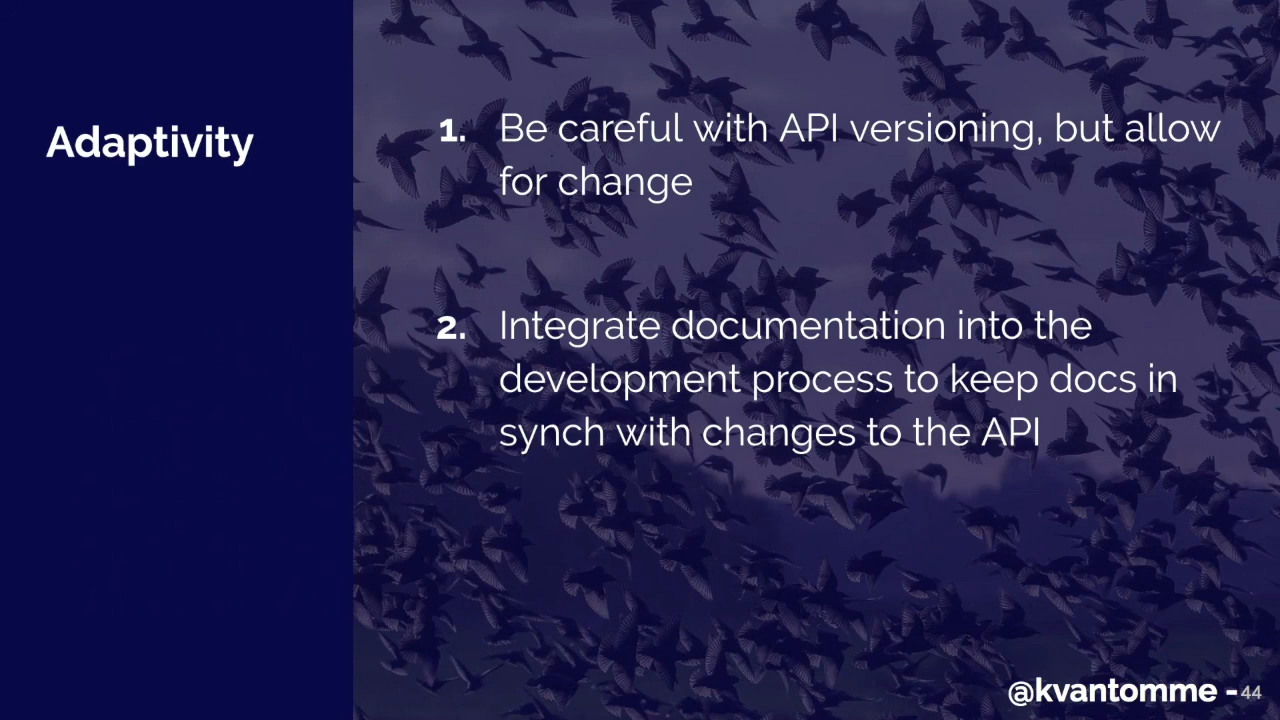 Adaptivity
1. Be careful with API versioning, but allow
for change
2. Integrate documentation into the
development process to keep docs in
synch with changes to the API
@kvantomme - 44